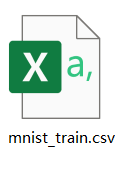 X
a,
mnist_train.csv